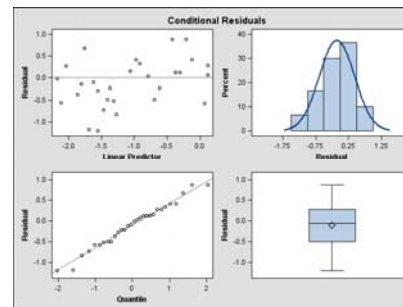 Conditional Residuals
Residual
1.0
0.5
0.0
-0.5
-1.0
-2.0 -1.5 -1.0 -0.5 0.0
Linear Predictor
Percent
40
30
20
10
0
-1.75 -0.75 0.25 1.25
Residual
Residual
1.0
0.5
0.0
-0.5
-1.0
-2 -1 0 1 2
Quantile
Residual
1.0
0.5
0.0
-0.5
-1.0